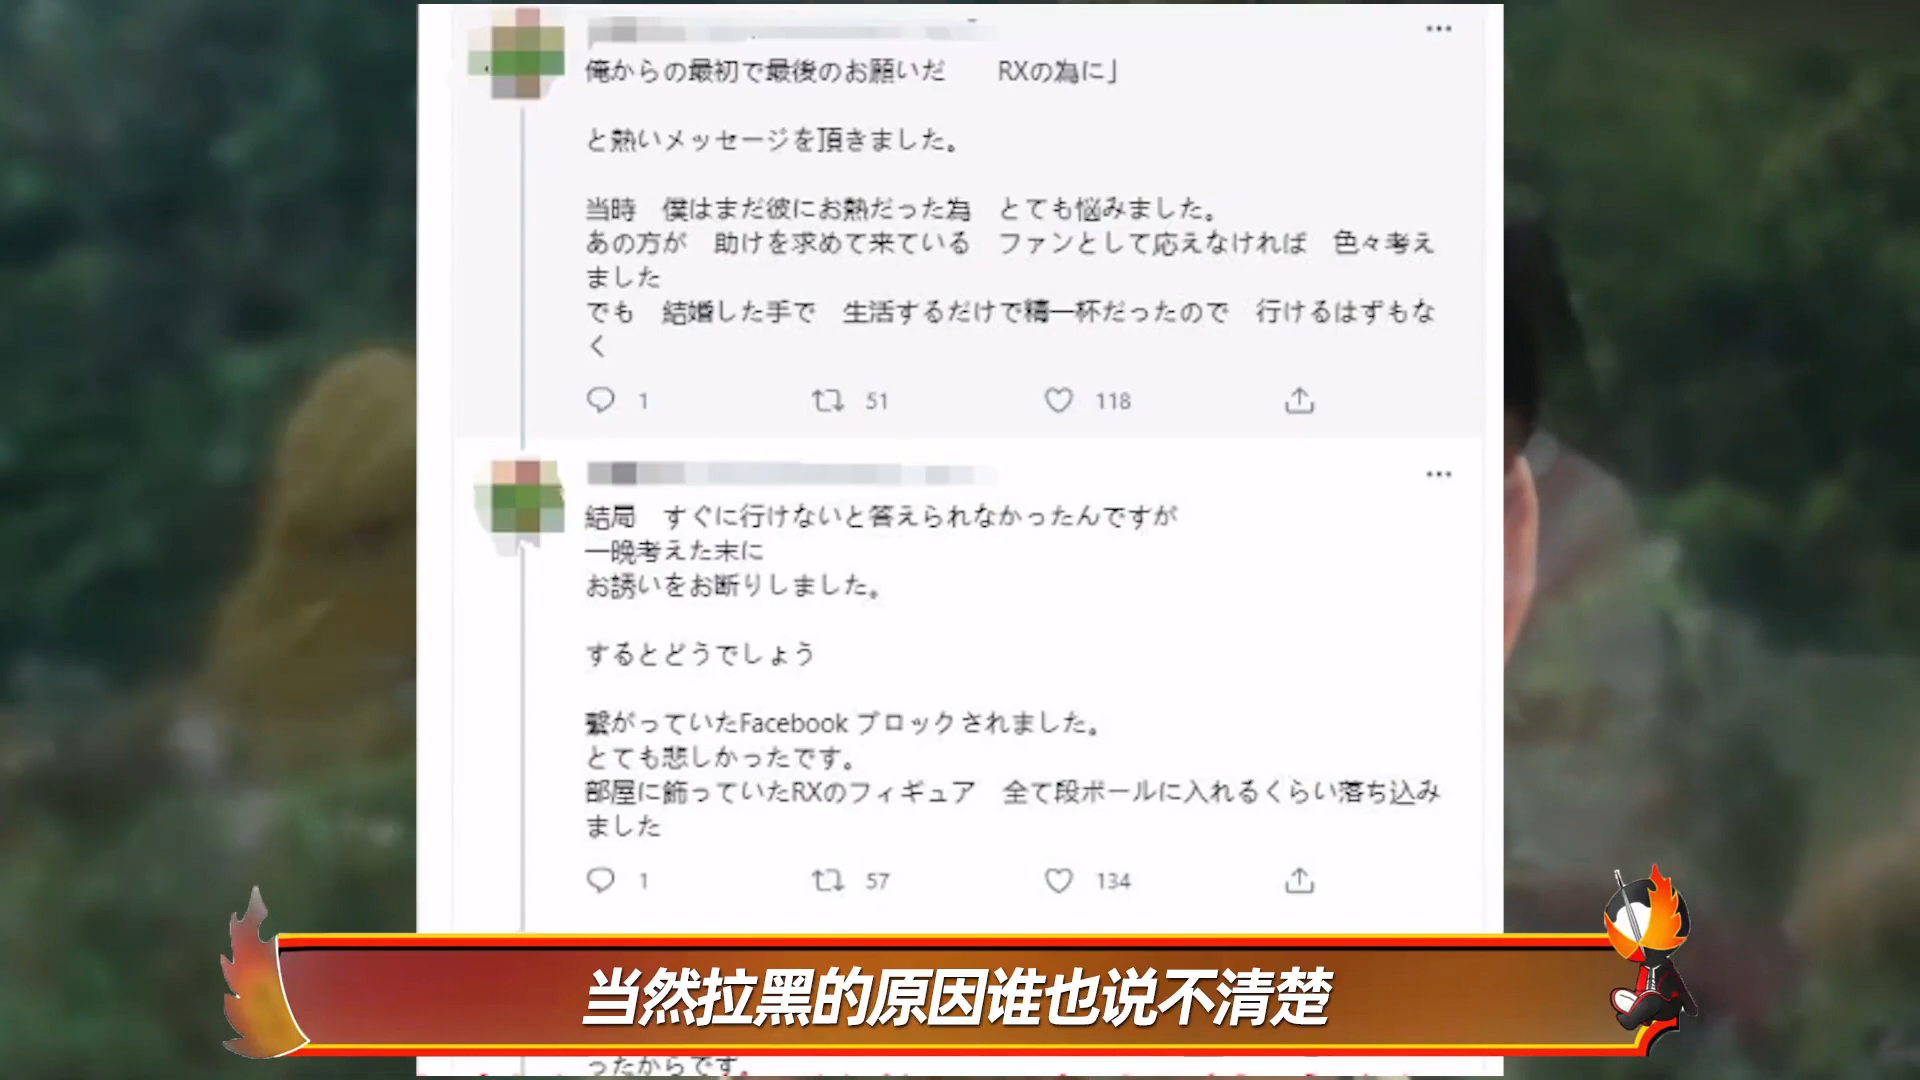 俺からの最初で最後のお願いだ　RXの為に」
と熱いメッセージを頂きました。
当時　僕はまだ彼にお熱だった為　とても悩みました。
あの方が　助けを求めて来ている　ファンとして応えなければ　色々考え
ました
でも　結婚した手で　生活するだけで精一杯だったので　行けるはずもな
く
1 51 118
結局　すぐに行けないと答えられなかったんですが
一晩考えた末に
お誘いをお断りしました。
するとどうでしょう
繋がっていたFacebook ブロックされました。
とても悲しかったです。
部屋に飾っていたRXのフィギュア　全て段ボールに入れるくらい落ち込み
ました
1 57 134
当然拉黑的原因谁也说不清楚
ったからです。